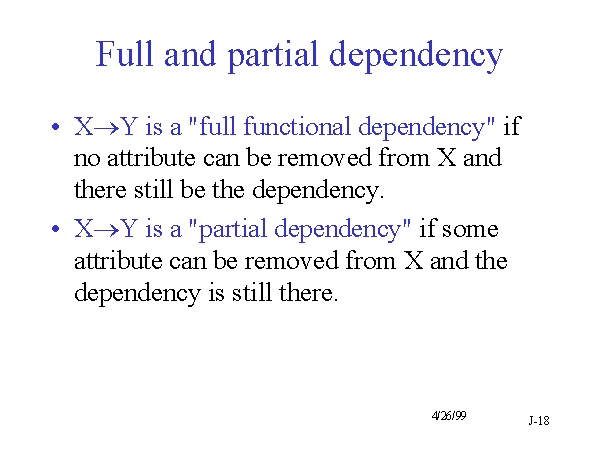 Full and partial dependency
• X→Y is a "full functional dependency" if
no attribute can be removed from X and
there still be the dependency.
• X→Y is a "partial dependency" if some
attribute can be removed from X and the
dependency is still there.
4/26/99
J-18